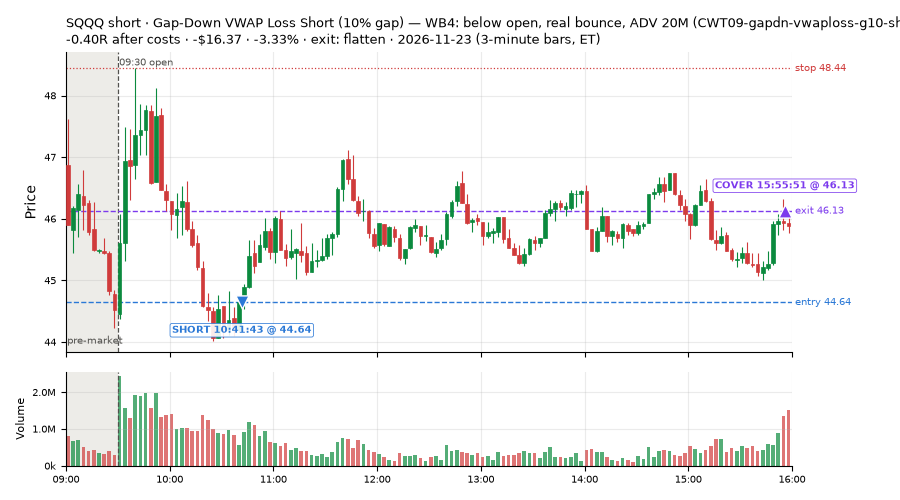 SQQQ short · Gap-Down VWAP Loss Short (10% gap) — WB4: below open, real bounce, ADV 20M (CWT09-gapdn-vwaploss-g10-sh
-0.40R after costs · -$16.37 · -3.33% · exit: flatten · 2026-11-23 (3-minute bars, ET)
09:30 open
stop 48.44
48
47
COVER 15:55:51 @ 46.13
exit 46.13
46
Price
45
entry 44.64
SHORT 10:41:43 @ 44.64
pre-market
44
2.0M
1.0M
0k
Volume
09:00 10:00 11:00 12:00 13:00 14:00 15:00 16:00